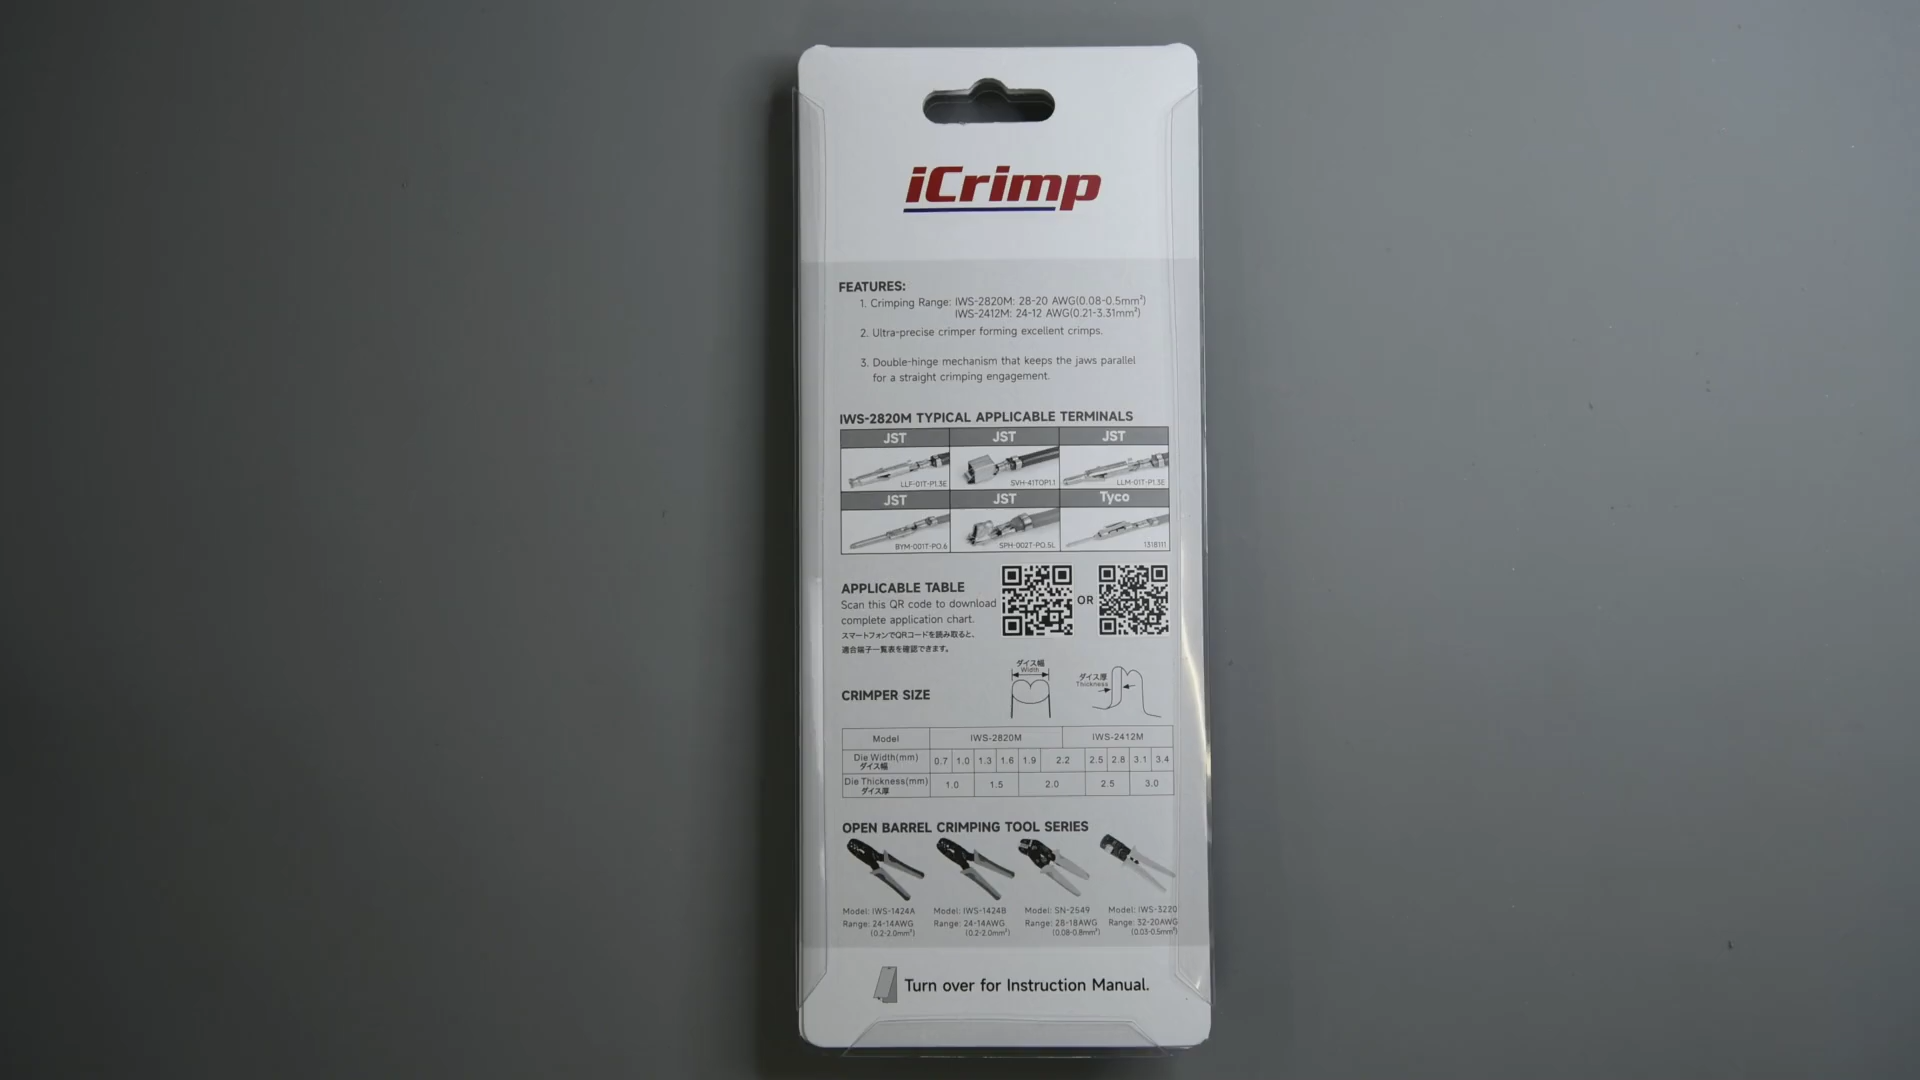 iCrimp
FEATURES:
1. Crimping Range: IWS-2820M: 28-20 AWG(0.08-0.5mm²)
IWS-2412M: 24-12 AWG(0.21-3.31mm²)
2. Ultra-precise crimper forming excellent crimps.
3. Double-hinge mechanism that keeps the jaws parallel
for a straight crimping engagement.
IWS-2820M TYPICAL APPLICABLE TERMINALS
JST JST JST
LLF-01T-P1.3E SVH-41TOP1.1 LLM-01T-P1.3E
JST JST Tyco
BYM-001T-PO.6 SPH-002T-PO.5L 1318111
APPLICABLE TABLE
Scan this QR code to download
complete application chart.
スマートフォンでQRコードを読み取ると、
適合端子一覧表を確認できます。
OR
CRIMPER SIZE
ダイス幅
Width
ダイス厚
Thickness
Model IWS-2820M IWS-2412M
Die Width(mm) 0.7 1.0 1.3 1.6 1.9 2.2 2.5 2.8 3.1 3.4
ダイス幅
Die Thickness(mm) 1.0 1.5 2.0 2.5 3.0
ダイス厚
OPEN BARREL CRIMPING TOOL SERIES
Model: IWS-1424A Model: IWS-1424B Model: SN-2549 Model: IWS-3220
Range: 24-14AWG Range: 24-14AWG Range: 28-18AWG Range: 32-20AWG
(0.2-2.0mm²) (0.2-2.0mm²) (0.08-0.8mm²) (0.03-0.5mm²)
Turn over for Instruction Manual.